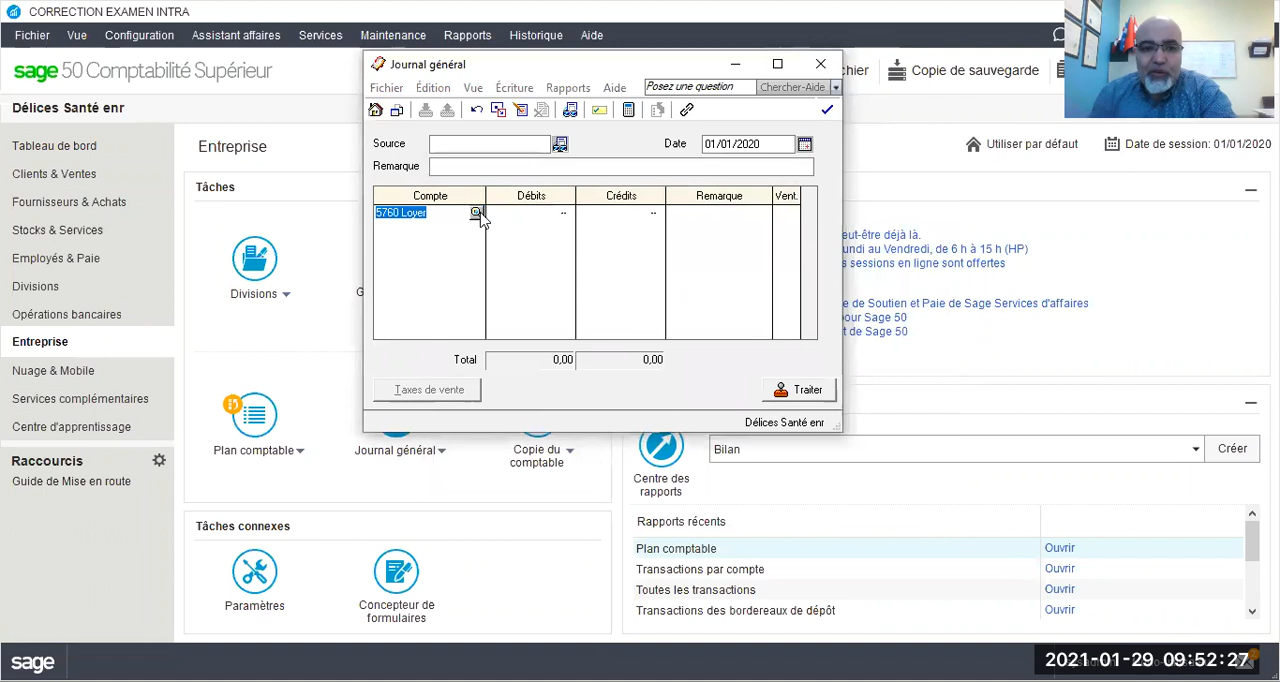 CORRECTION EXAMEN INTRA
Fichier Vue Configuration Assistant affaires Services Maintenance Rapports Historique Aide
sage 50 Comptabilité Supérieur
chier Copie de sauvegarde
Délices Santé enr
Tableau de bord
Clients & Ventes
Fournisseurs & Achats
Stocks & Services
Employés & Paie
Divisions
Opérations bancaires
Entreprise
Nuage & Mobile
Services complémentaires
Centre d'apprentissage
Raccourcis
Guide de Mise en route
Entreprise
Utiliser par défaut Date de session: 01/01/2020
Tâches
Divisions
Plan comptable
Journal général
Copie du
comptable
Tâches connexes
Paramètres
Concepteur de
formulaires
Journal général
Fichier Édition Vue Écriture Rapports Aide Posez une question Chercher-Aide
Source Date 01/01/2020
Remarque
Compte Débits Crédits Remarque Vent.
5760 Loyer -- --
Total 0,00 0,00
Taxes de vente Traiter
Délices Santé enr
eut-être déjà là.
undi au Vendredi, de 6 h à 15 h (HP)
s sessions en ligne sont offertes
e de Soutien et Paie de Sage Services d'affaires
pour Sage 50
t de Sage 50
Centre des
rapports
Bilan Créer
Rapports récents
Plan comptable Ouvrir
Transactions par compte Ouvrir
Toutes les transactions Ouvrir
Transactions des bordereaux de dépôt Ouvrir
sage
2021-01-29 09:52:27